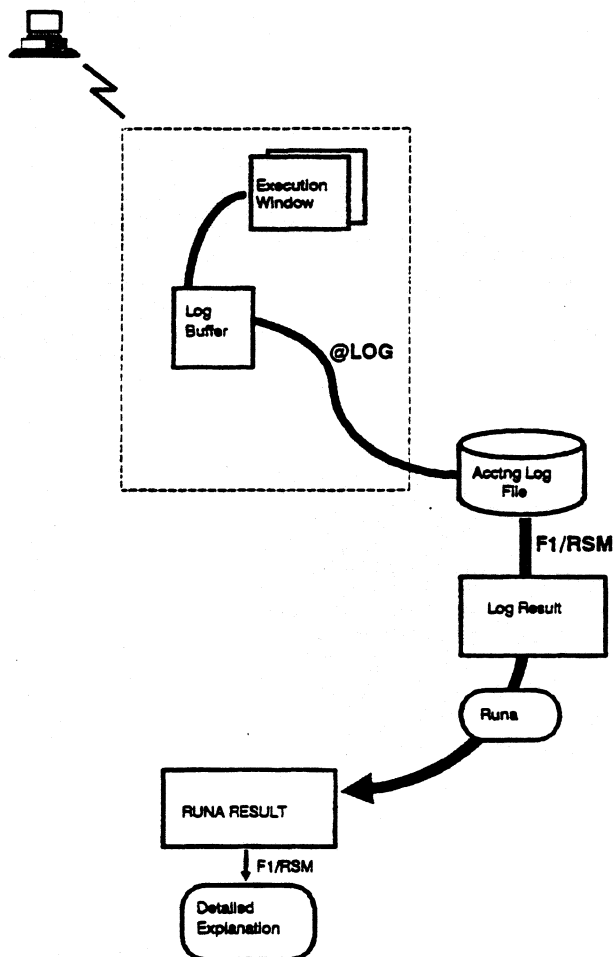 Execution
Window
Log
Buffer
@LOG
Acctng Log
File
F1/RSM
Log Result
Runa
RUNA RESULT
F1/RSM
Detailed
Explanation